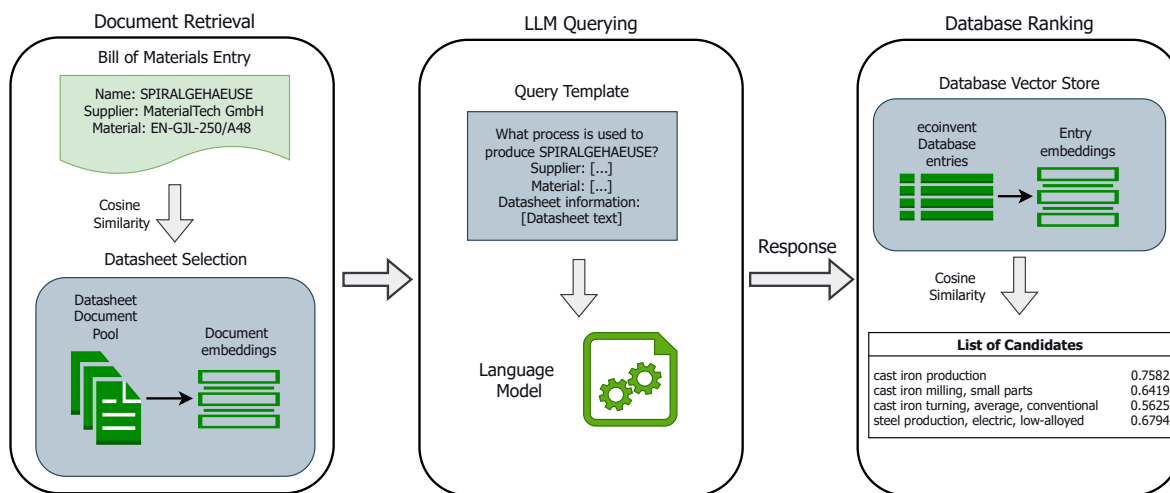 Document Retrieval
Bill of Materials Entry
Name: SPIRALGEHAEUSE
Supplier: MaterialTech GmbH
Material: EN-GJL-250/A48
Cosine
Similarity
Datasheet Selection
Datasheet
Document
Pool
Document
embeddings
LLM Querying
Query Template
What process is used to
produce SPIRALGEHAEUSE?
Supplier: [...]
Material: [...]
Datasheet information:
[Datasheet text]
Language
Model
Response
Database Ranking
Database Vector Store
ecoinvent
Database
entries
Entry
embeddings
Cosine
Similarity
List of Candidates
cast iron production 0.7582
cast iron milling, small parts 0.6419
cast iron turning, average, conventional 0.5625
steel production, electric, low-alloyed 0.6794